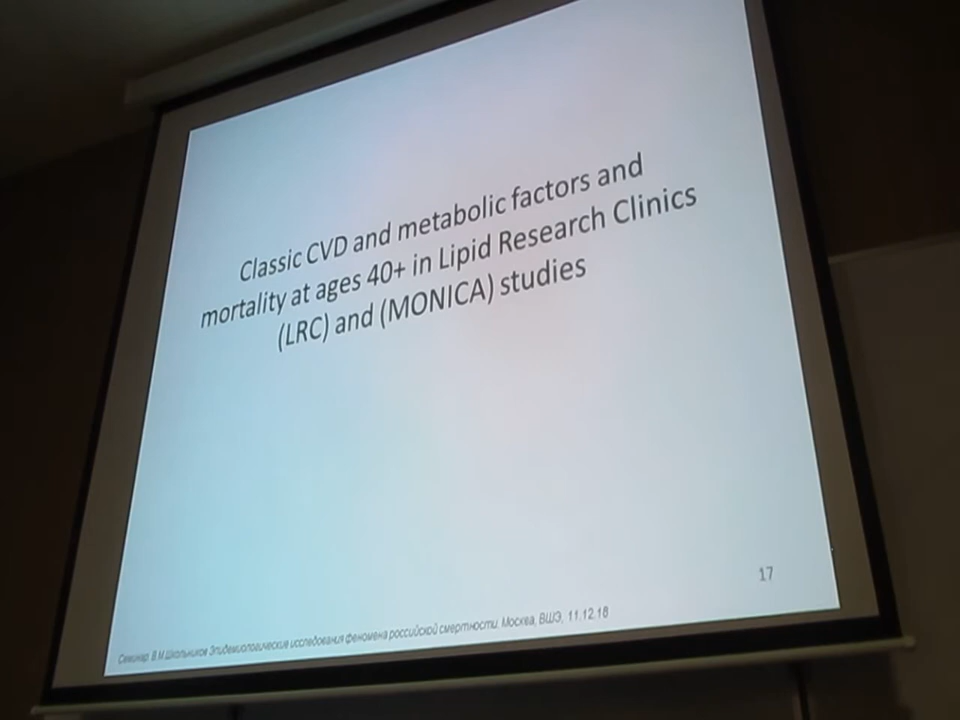 Classic CVD and metabolic factors and
mortality at ages 40+ in Lipid Research Clinics
(LRC) and (MONICA) studies
17
Семинар. В.М.Школьников Эпидемиологические исследования феномена российской смертности. Москва, ВШЭ, 11.12.18